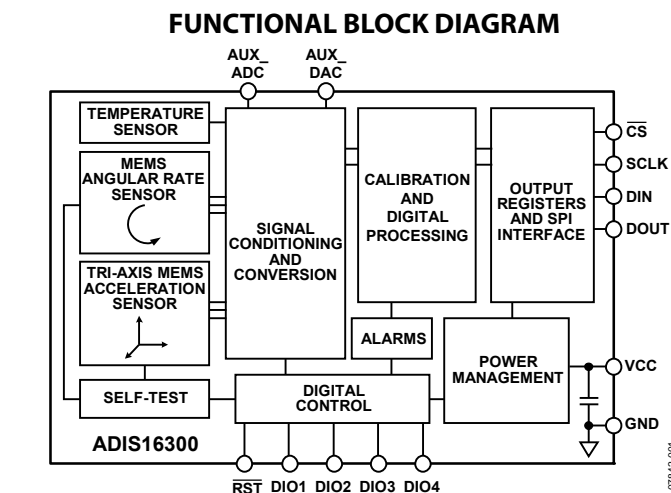 FUNCTIONAL BLOCK DIAGRAM
AUX_
ADC
AUX_
DAC
TEMPERATURE
SENSOR
MEMS
ANGULAR RATE
SENSOR
TRI-AXIS MEMS
ACCELERATION
SENSOR
SELF-TEST
SIGNAL
CONDITIONING
AND
CONVERSION
CALIBRATION
AND
DIGITAL
PROCESSING
OUTPUT
REGISTERS
AND SPI
INTERFACE
ALARMS
POWER
MANAGEMENT
DIGITAL
CONTROL
CS
SCLK
DIN
DOUT
VCC
GND
ADIS16300
RST DIO1 DIO2 DIO3 DIO4